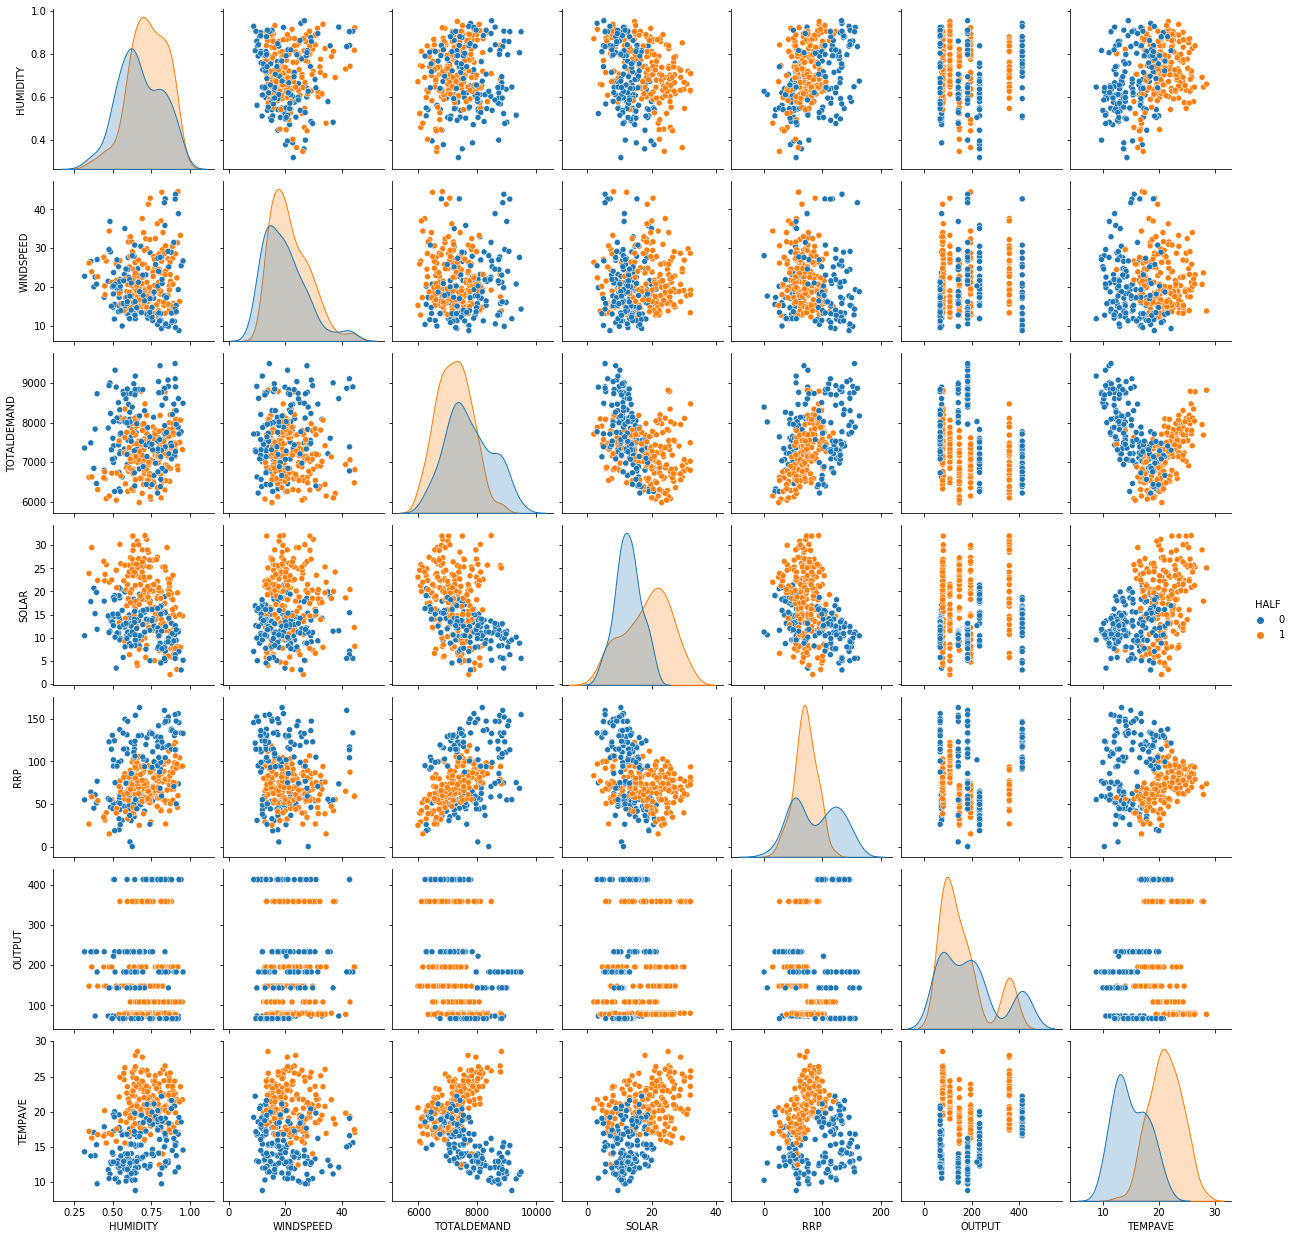 1.0
0.8
0.6
0.4
HUMIDITY
40
30
20
10
WINDSPEED
9000
8000
7000
6000
TOTALDEMAND
30
25
20
15
10
5
0
SOLAR
150
100
50
0
RRP
400
300
200
100
OUTPUT
30
25
20
15
10
TEMPAVE
0.25 0.50 0.75 1.00
HUMIDITY
0 20 40
WINDSPEED
6000 8000 10000
TOTALDEMAND
0 20 40
SOLAR
0 100 200
RRP
0 200 400
OUTPUT
10 20 30
TEMPAVE
HALF
0
1